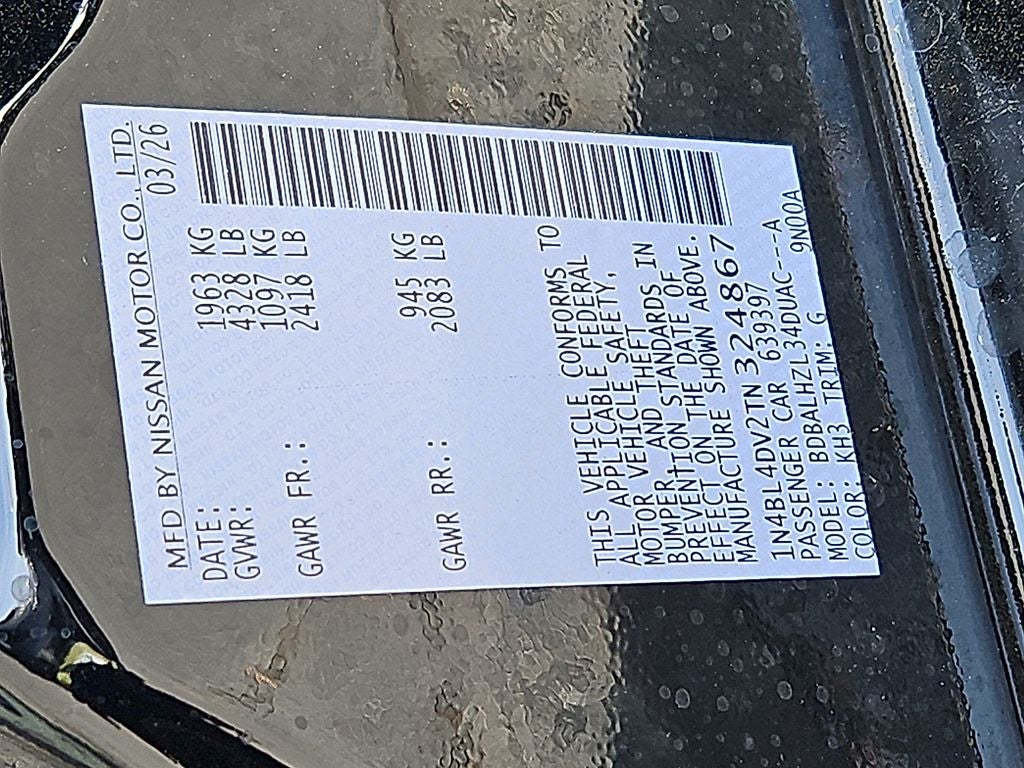 MFD BY NISSAN MOTOR CO., LTD.
DATE: 03/26
GVWR: 1963 KG
4328 LB
GAWR FR.: 1097 KG
2418 LB
GAWR RR.: 945 KG
2083 LB
THIS VEHICLE CONFORMS TO
ALL APPLICABLE FEDERAL
MOTOR VEHICLE SAFETY,
BUMPER, AND THEFT
PREVENTION STANDARDS IN
EFFECT ON THE DATE OF
MANUFACTURE SHOWN ABOVE.
1N4BL4DV2TN324867
PASSENGER CAR 639397
MODEL: BDBALHZL34DUAC---A
COLOR: KH3 TRIM: G 9N00A